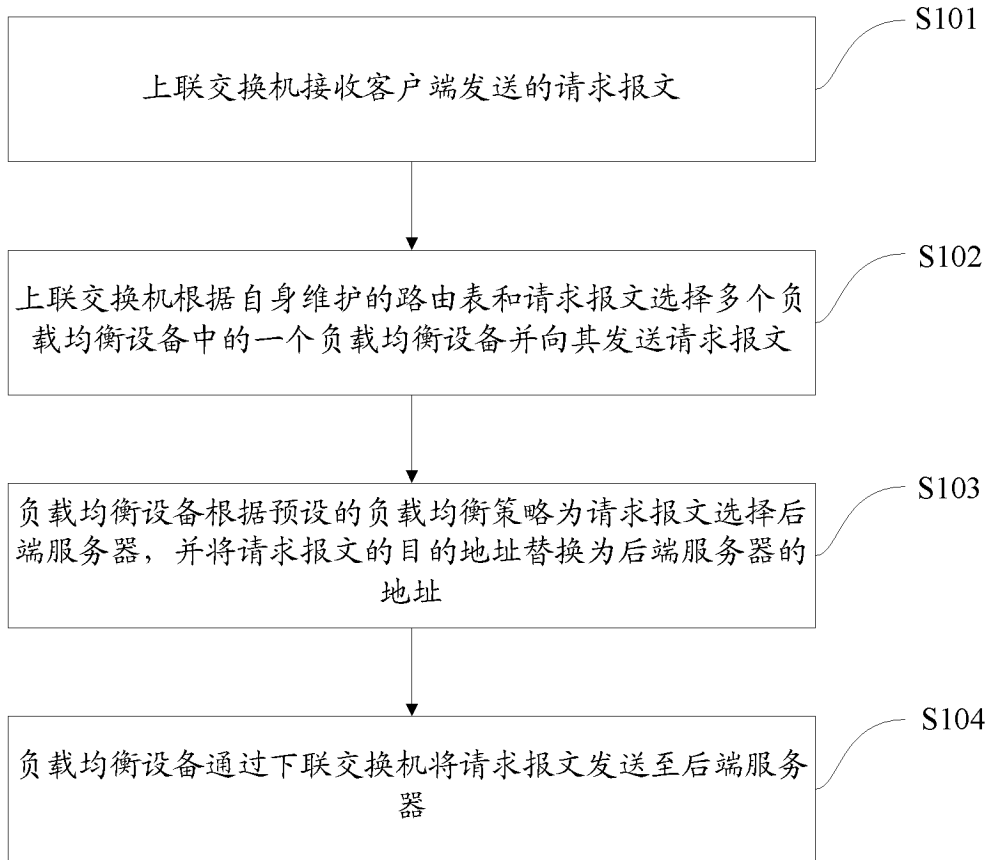 S101
上联交换机接收客户端发送的请求报文
S102
上联交换机根据自身维护的路由表和请求报文选择多个负
载均衡设备中的一个负载均衡设备并向其发送请求报文
S103
负载均衡设备根据预设的负载均衡策略为请求报文选择后
端服务器，并将请求报文的目的地址替换为后端服务器的
地址
S104
负载均衡设备通过下联交换机将请求报文发送至后端服务
器